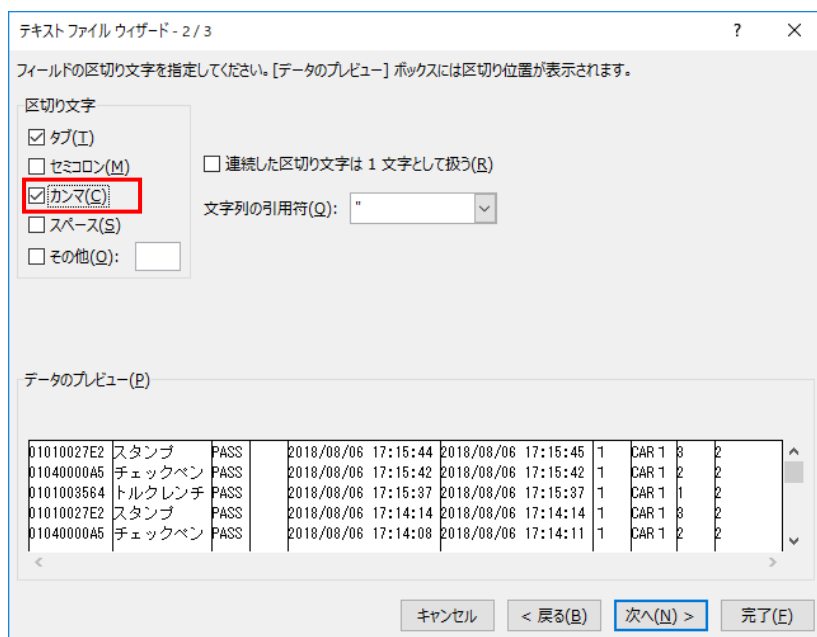 テキスト ファイル ウィザード - 2 / 3 ? ×
フィールドの区切り文字を指定してください。[データのプレビュー] ボックスには区切り位置が表示されます。
区切り文字
タブ(T)
セミコロン(M)
カンマ(C)
スペース(S)
その他(O):
連続した区切り文字は 1 文字として扱う(R)
文字列の引用符(Q): "
データのプレビュー(P)
01010027E2 スタンプ PASS 2018/08/06 17:15:44 2018/08/06 17:15:45 1 CAR 1 3 2
01040000A5 チェックペン PASS 2018/08/06 17:15:42 2018/08/06 17:15:42 1 CAR 1 2 2
0101003564 トルクレンチ PASS 2018/08/06 17:15:37 2018/08/06 17:15:37 1 CAR 1 1 2
01010027E2 スタンプ PASS 2018/08/06 17:14:14 2018/08/06 17:14:14 1 CAR 1 3 2
01040000A5 チェックペン PASS 2018/08/06 17:14:08 2018/08/06 17:14:11 1 CAR 1 2 2
キャンセル < 戻る(B) 次へ(N) > 完了(F)